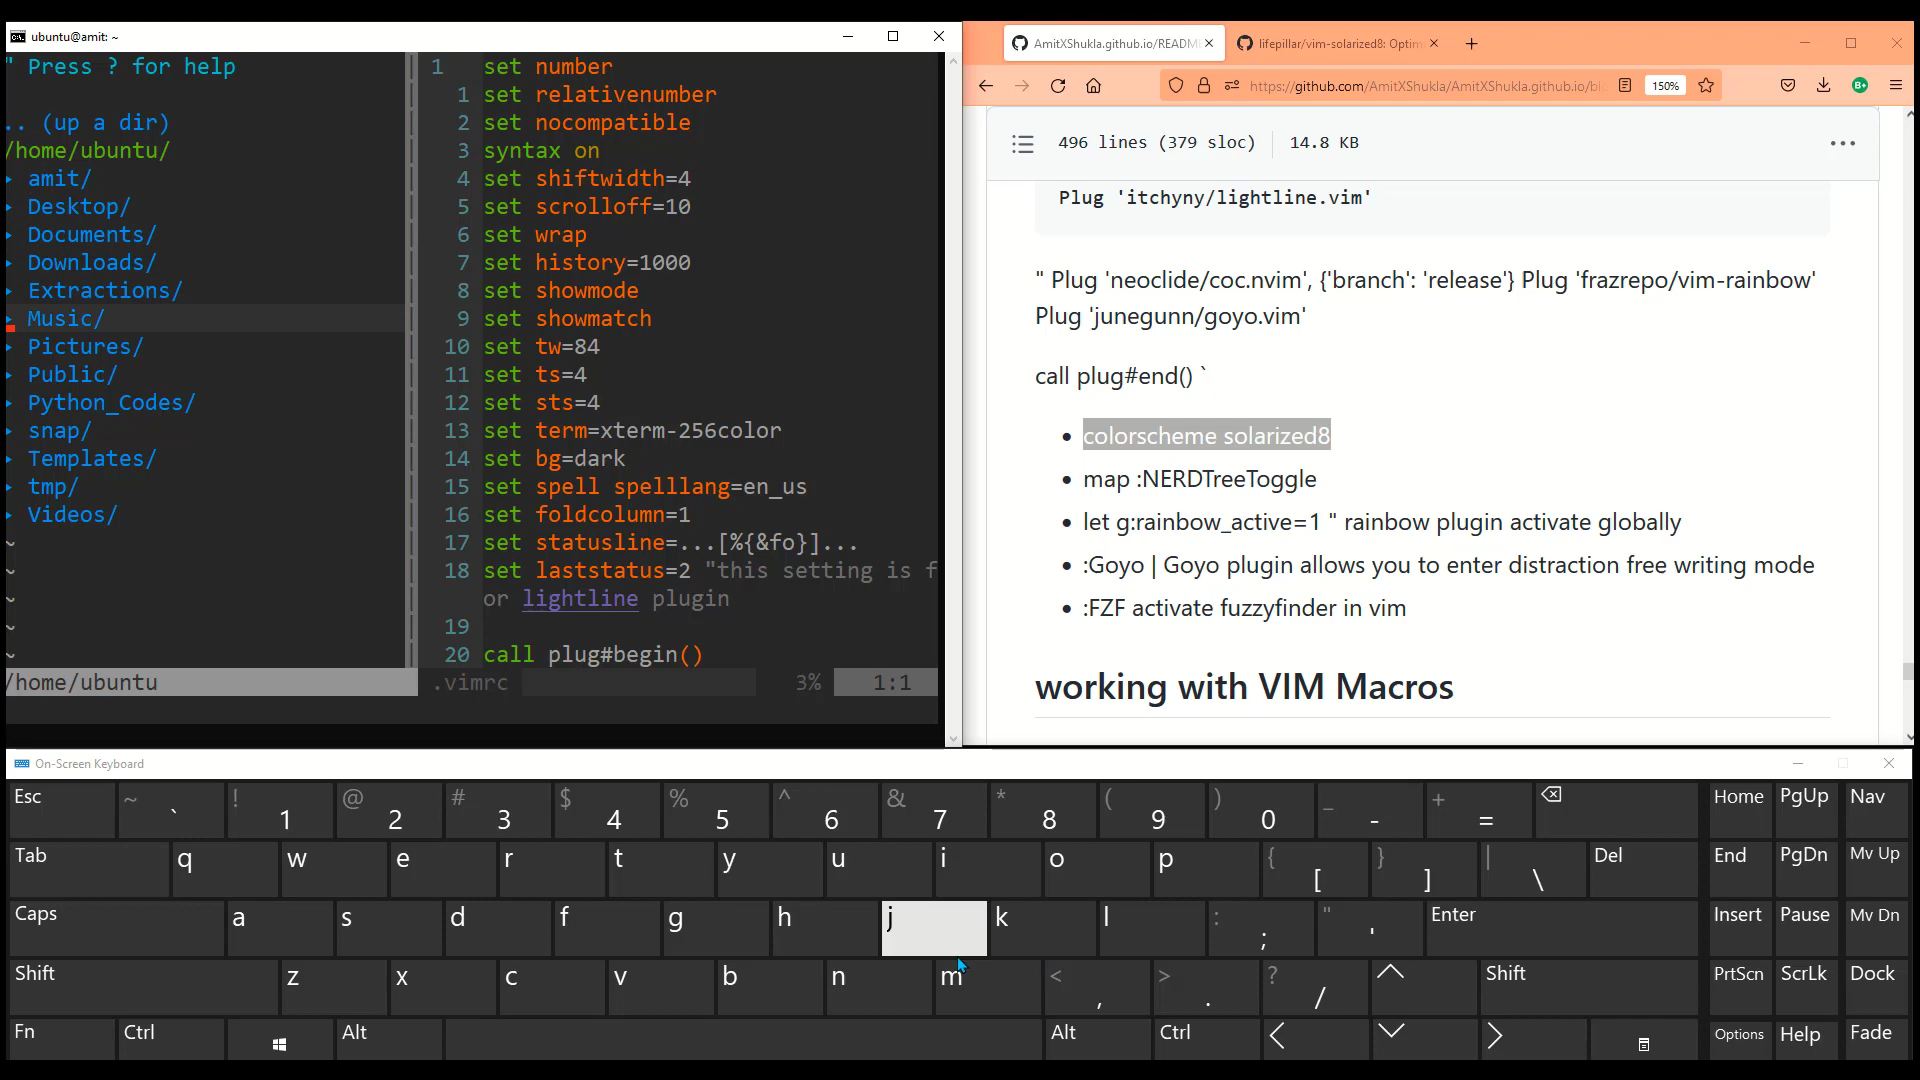 ubuntu@amit: ~
" Press ? for help
.. (up a dir)
/home/ubuntu/
amit/
Desktop/
Documents/
Downloads/
Extractions/
Music/
Pictures/
Public/
Python_Codes/
snap/
Templates/
tmp/
Videos/
~
~
~
~
~
/home/ubuntu
1 set number
1 set relativenumber
2 set nocompatible
3 syntax on
4 set shiftwidth=4
5 set scrolloff=10
6 set wrap
7 set history=1000
8 set showmode
9 set showmatch
10 set tw=84
11 set ts=4
12 set sts=4
13 set term=xterm-256color
14 set bg=dark
15 set spell spelllang=en_us
16 set foldcolumn=1
17 set statusline=...[%{&fo}]...
18 set laststatus=2 "this setting is f
or lightline plugin
19
20 call plug#begin()
.vimrc 3% 1:1
AmitXShukla.github.io/README
lifepillar/vim-solarized8: Optim
https://github.com/AmitXShukla/AmitXShukla.github.io/bl
150%
496 lines (379 sloc) 14.8 KB
Plug 'itchyny/lightline.vim'
" Plug 'neoclide/coc.nvim', {'branch': 'release'} Plug 'frazrepo/vim-rainbow'
Plug 'junegunn/goyo.vim'
call plug#end() `
• colorscheme solarized8
• map :NERDTreeToggle
• let g:rainbow_active=1 " rainbow plugin activate globally
• :Goyo | Goyo plugin allows you to enter distraction free writing mode
• :FZF activate fuzzyfinder in vim
working with VIM Macros
On-Screen Keyboard
Esc ~ ` ! 1 @ 2 # 3 $ 4 % 5 ^ 6 & 7 * 8 ( 9 ) 0 _ - + = Home PgUp Nav
Tab q w e r t y u i o p { [ } ] | \ Del End PgDn Mv Up
Caps a s d f g h j k l : ; " ' Enter Insert Pause Mv Dn
Shift z x c v b n m < , > . ? / Shift PrtScn ScrLk Dock
Fn Ctrl Alt Alt Ctrl Options Help Fade